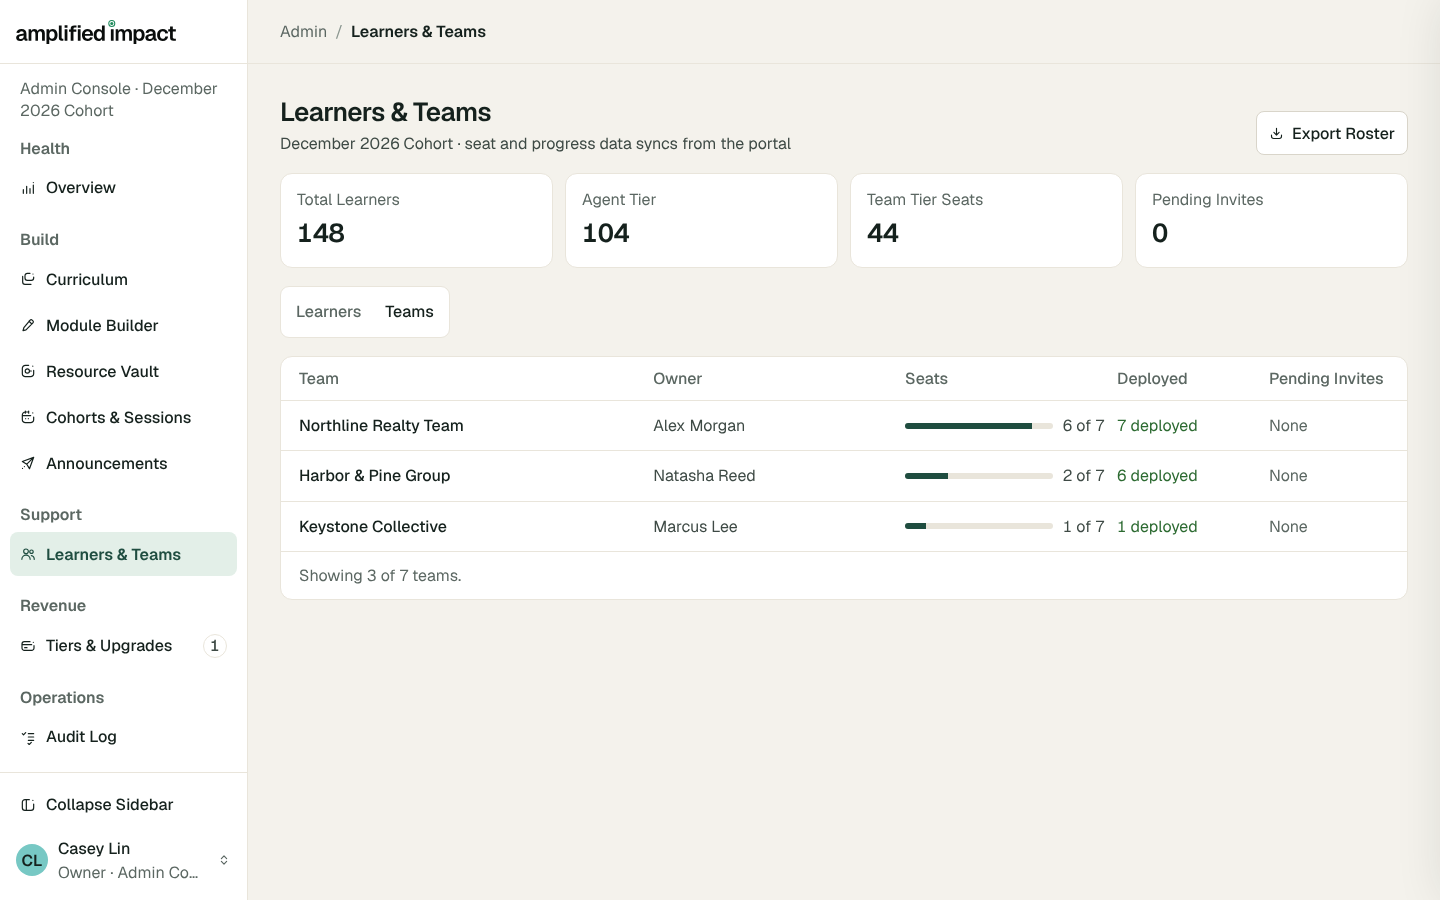 amplified impact
Admin / Learners & Teams
Admin Console · December
2026 Cohort
Health
Overview
Build
Curriculum
Module Builder
Resource Vault
Cohorts & Sessions
Announcements
Support
Learners & Teams
Revenue
Tiers & Upgrades 1
Operations
Audit Log
Collapse Sidebar
CL
Casey Lin
Owner · Admin Co...
Learners & Teams
December 2026 Cohort · seat and progress data syncs from the portal
Export Roster
Total Learners
148
Agent Tier
104
Team Tier Seats
44
Pending Invites
0
Learners Teams
Team Owner Seats Deployed Pending Invites
Northline Realty Team Alex Morgan 6 of 7 7 deployed None
Harbor & Pine Group Natasha Reed 2 of 7 6 deployed None
Keystone Collective Marcus Lee 1 of 7 1 deployed None
Showing 3 of 7 teams.